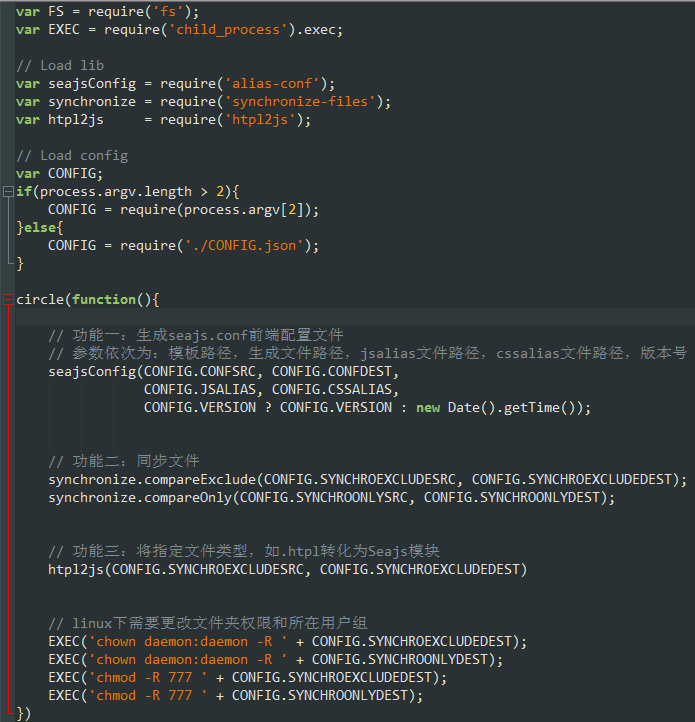 var FS = require('fs');
var EXEC = require('child_process').exec;
// Load lib
var seajsConfig = require('alias-conf');
var synchronize = require('synchronize-files');
var htpl2js     = require('htpl2js');
// Load config
var CONFIG;
if(process.argv.length > 2){
    CONFIG = require(process.argv[2]);
}else{
    CONFIG = require('./CONFIG.json');
}
circle(function(){
    // 功能一：生成seajs.conf前端配置文件
    // 参数依次为：模板路径，生成文件路径，jsalias文件路径，cssalias文件路径，版本号
    seajsConfig(CONFIG.CONFSRC, CONFIG.CONFDEST,
                CONFIG.JSALIAS, CONFIG.CSSALIAS,
                CONFIG.VERSION ? CONFIG.VERSION : new Date().getTime());
    // 功能二：同步文件
    synchronize.compareExclude(CONFIG.SYNCHROEXCLUDESRC, CONFIG.SYNCHROEXCLUDEDEST);
    synchronize.compareOnly(CONFIG.SYNCHROONLYSRC, CONFIG.SYNCHROONLYDEST);
    // 功能三：将指定文件类型，如.htpl转化为Seajs模块
    htpl2js(CONFIG.SYNCHROEXCLUDESRC, CONFIG.SYNCHROEXCLUDEDEST)
    // linux下需要更改文件夹权限和所在用户组
    EXEC('chown daemon:daemon -R ' + CONFIG.SYNCHROEXCLUDEDEST);
    EXEC('chown daemon:daemon -R ' + CONFIG.SYNCHROONLYDEST);
    EXEC('chmod -R 777 ' + CONFIG.SYNCHROEXCLUDEDEST);
    EXEC('chmod -R 777 ' + CONFIG.SYNCHROONLYDEST);
})